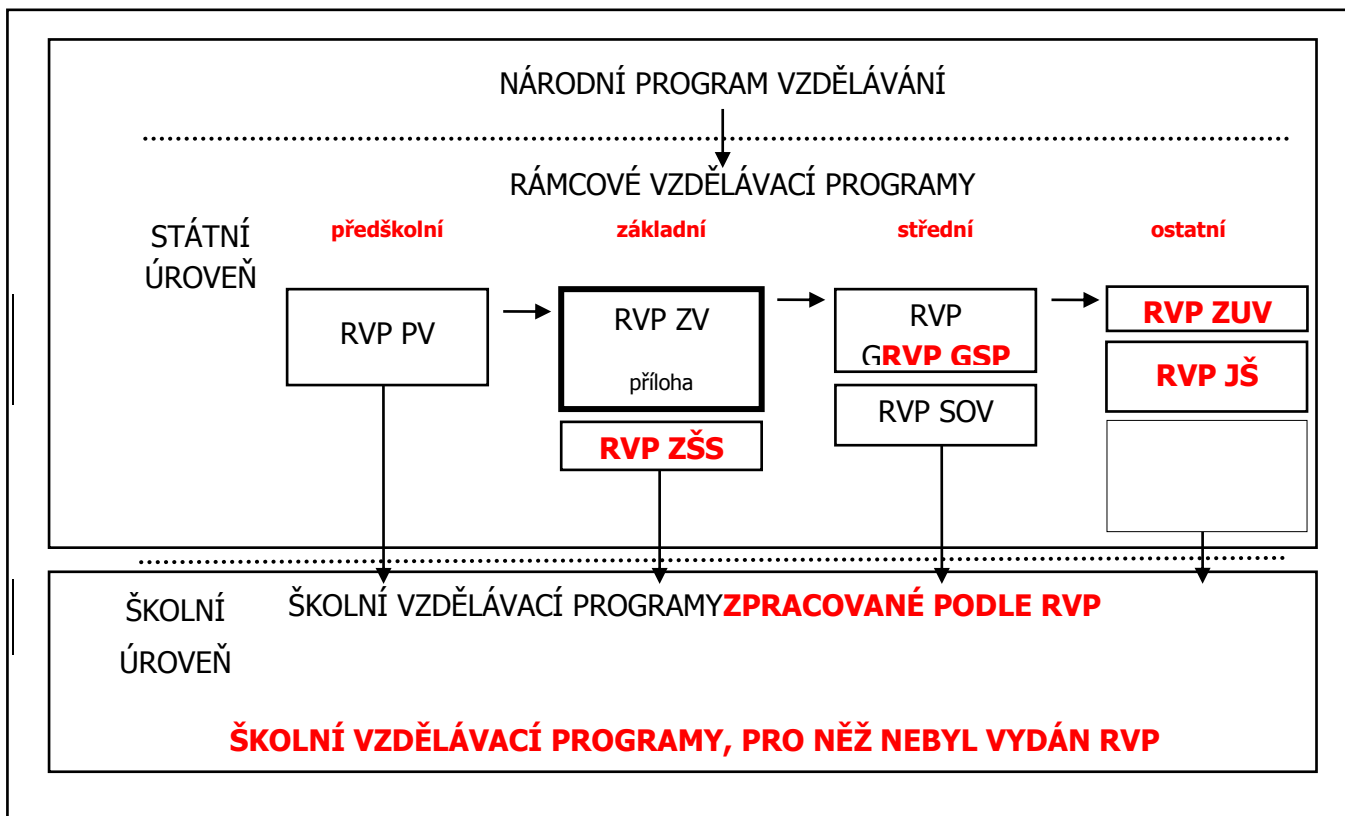 NÁRODNÍ PROGRAM VZDĚLÁVÁNÍ
RÁMCOVÉ VZDĚLÁVACÍ PROGRAMY
STÁTNÍ
ÚROVEŇ
předškolní
základní
střední
ostatní
RVP PV
RVP ZV
příloha
RVP ZŠS
RVP
GRVP GSP
RVP SOV
RVP ZUV
RVP JŠ
ŠKOLNÍ
ÚROVEŇ
ŠKOLNÍ VZDĚLÁVACÍ PROGRAMYZPRACOVANÉ PODLE RVP
ŠKOLNÍ VZDĚLÁVACÍ PROGRAMY, PRO NĚŽ NEBYL VYDÁN RVP